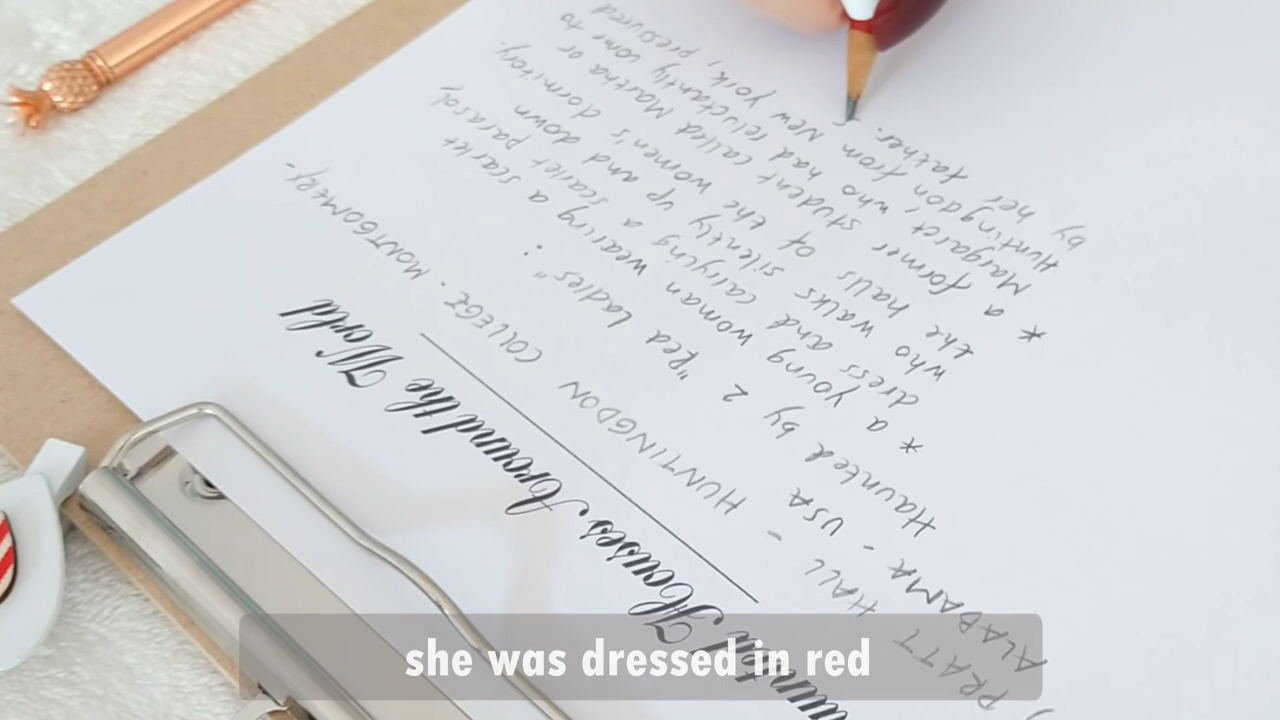 aunted Houses Around the World
) PRATT HALL - HUNTINGDON COLLEGE - MONTGOMERY -
ALABAMA - USA
Haunted by 2 "Red Ladies" :
* a young woman wearing a scarlet
dress and carrying a scarlet parasol,
who walks silently up and down
the halls of the women's dormitory.
* a former student called Martha or
Margaret, who had reluctantly come to
Huntingdon from New York, pressured
by her father.
she was dressed in red